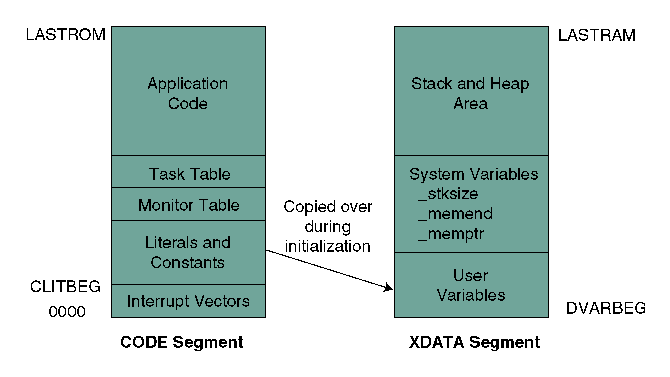 LASTROM
Application
Code
Task Table
Monitor Table
Literals and
Constants
CLITBEG
0000
Interrupt Vectors
CODE Segment
Copied over
during
initialization
LASTRAM
Stack and Heap
Area
System Variables
_stksize
_memend
_memptr
User
Variables
DVARBEG
XDATA Segment